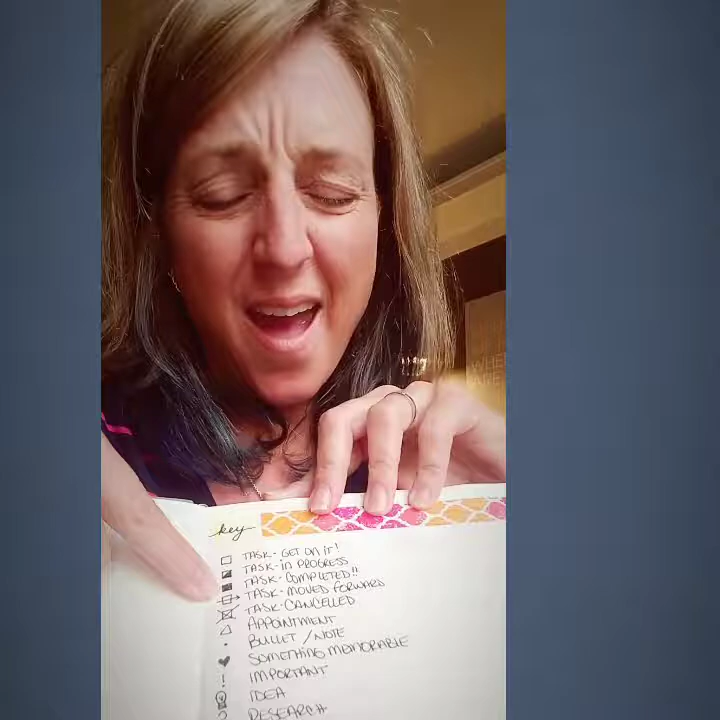 key
TASK - GET ON IT!
TASK - IN PROGRESS
TASK - COMPLETED!!
TASK - MOVED FORWARD
TASK - CANCELLED
APPOINTMENT
BULLET / NOTE
SOMETHING MEMORABLE
! IMPORTANT
IDEA
RESEARCH